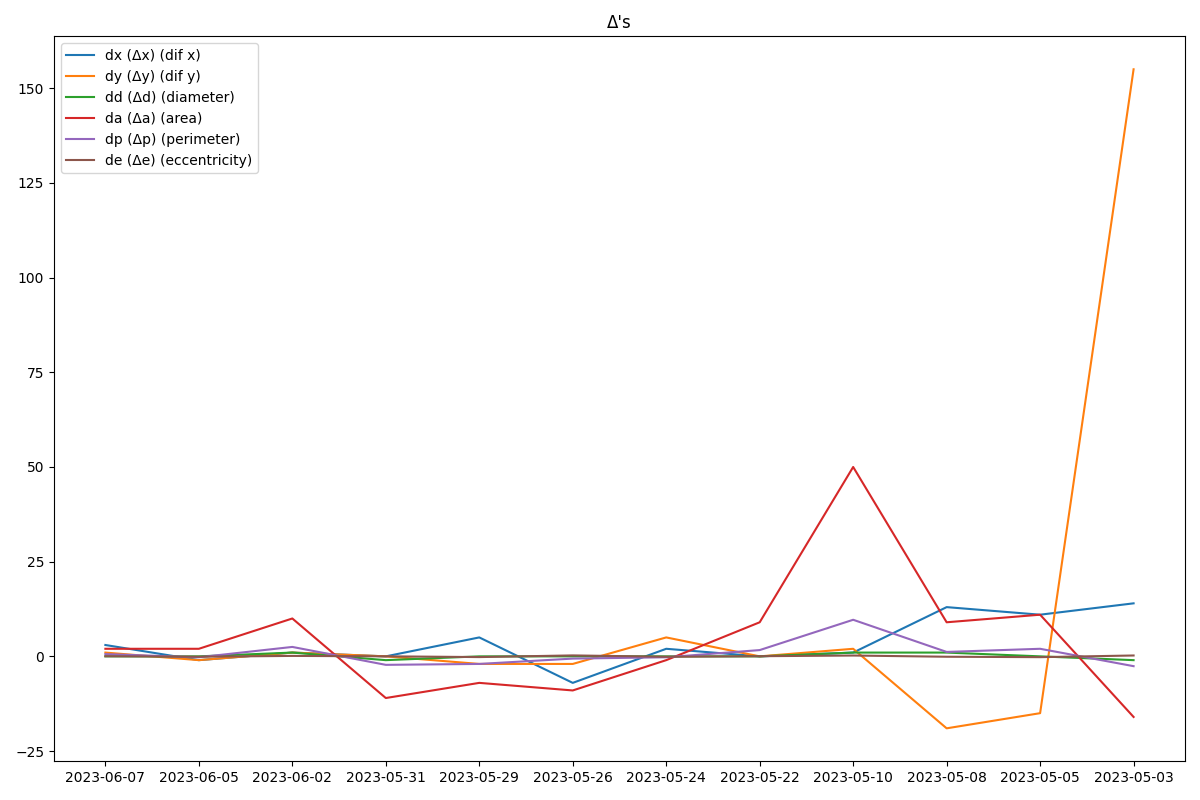 Δ's
dx (Δx) (dif x)
dy (Δy) (dif y)
dd (Δd) (diameter)
da (Δa) (area)
dp (Δp) (perimeter)
de (Δe) (eccentricity)
150
125
100
75
50
25
0
−25
2023-06-07 2023-06-05 2023-06-02 2023-05-31 2023-05-29 2023-05-26 2023-05-24 2023-05-22 2023-05-10 2023-05-08 2023-05-05 2023-05-03